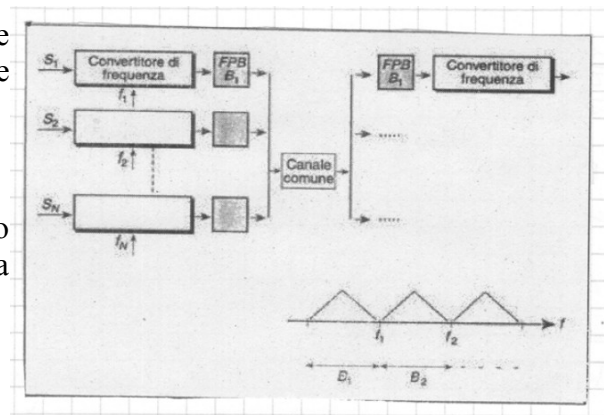 e
e
o
a
S1 Convertitore di frequenza FPB B1
f1
S2
f2
SN
fN
Canale comune
FPB B1 Convertitore di frequenza
.....
.....
f1 f2 f
B1 B2